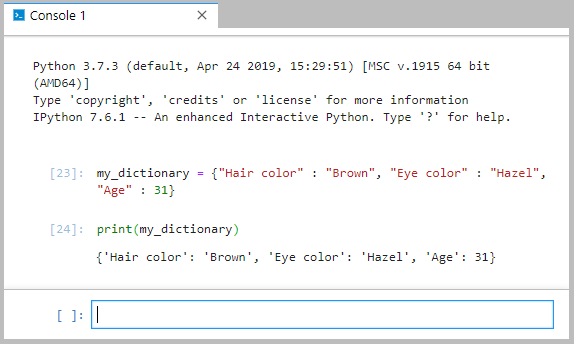 Console 1
Python 3.7.3 (default, Apr 24 2019, 15:29:51) [MSC v.1915 64 bit
(AMD64)]
Type 'copyright', 'credits' or 'license' for more information
IPython 7.6.1 -- An enhanced Interactive Python. Type '?' for help.
[23]: my_dictionary = {"Hair color" : "Brown", "Eye color" : "Hazel",
"Age" : 31}
[24]: print(my_dictionary)
{'Hair color': 'Brown', 'Eye color': 'Hazel', 'Age': 31}
[ ]: